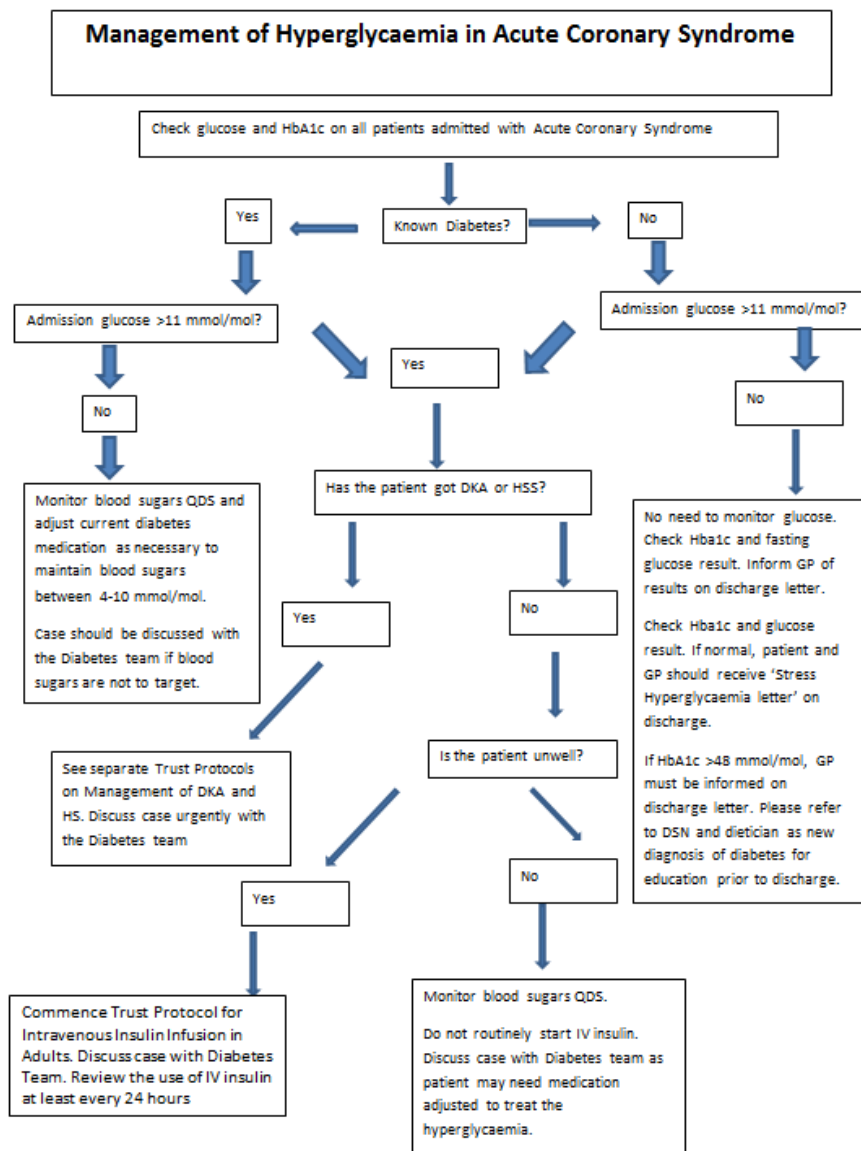 Management of Hyperglycaemia in Acute Coronary Syndrome
Check glucose and HbA1c on all patients admitted with Acute Coronary Syndrome
Yes
Known Diabetes?
No
Admission glucose >11 mmol/mol?
Admission glucose >11 mmol/mol?
Yes
No
No
Monitor blood sugars QDS and
adjust current diabetes
medication as necessary to
maintain blood sugars
between 4-10 mmol/mol.
Case should be discussed with
the Diabetes team if blood
sugars are not to target.
Has the patient got DKA or HSS?
No need to monitor glucose.
Check Hba1c and fasting
glucose result. Inform GP of
results on discharge letter.
Check Hba1c and glucose
result. If normal, patient and
GP should receive ‘Stress
Hyperglycaemia letter’ on
discharge.
If HbA1c >48 mmol/mol, GP
must be informed on
discharge letter. Please refer
to DSN and dietician as new
diagnosis of diabetes for
education prior to discharge.
Yes
No
See separate Trust Protocols
on Management of DKA and
HS. Discuss case urgently with
the Diabetes team
Is the patient unwell?
Yes
No
Commence Trust Protocol for
Intravenous Insulin Infusion in
Adults. Discuss case with Diabetes
Team. Review the use of IV insulin
at least every 24 hours
Monitor blood sugars QDS.
Do not routinely start IV insulin.
Discuss case with Diabetes team as
patient may need medication
adjusted to treat the
hyperglycaemia.